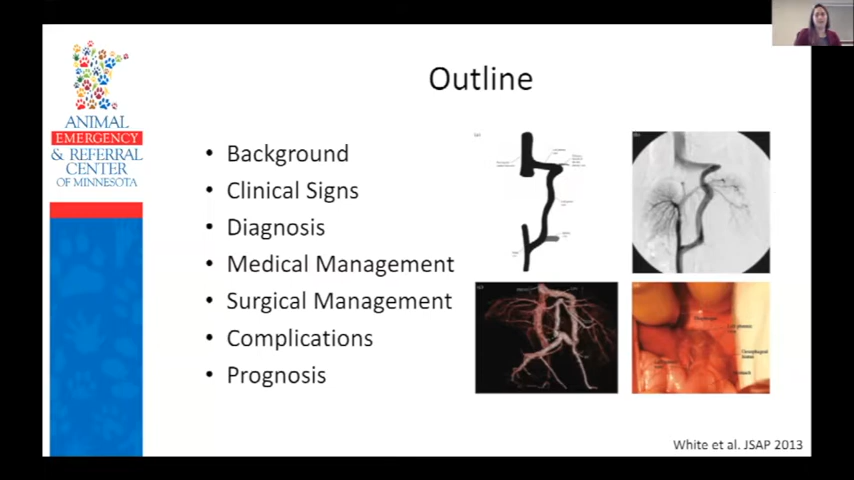 Outline
ANIMAL
EMERGENCY
& REFERRAL
CENTER
OF MINNESOTA
• Background
• Clinical Signs
• Diagnosis
• Medical Management
• Surgical Management
• Complications
• Prognosis
White et al. JSAP 2013